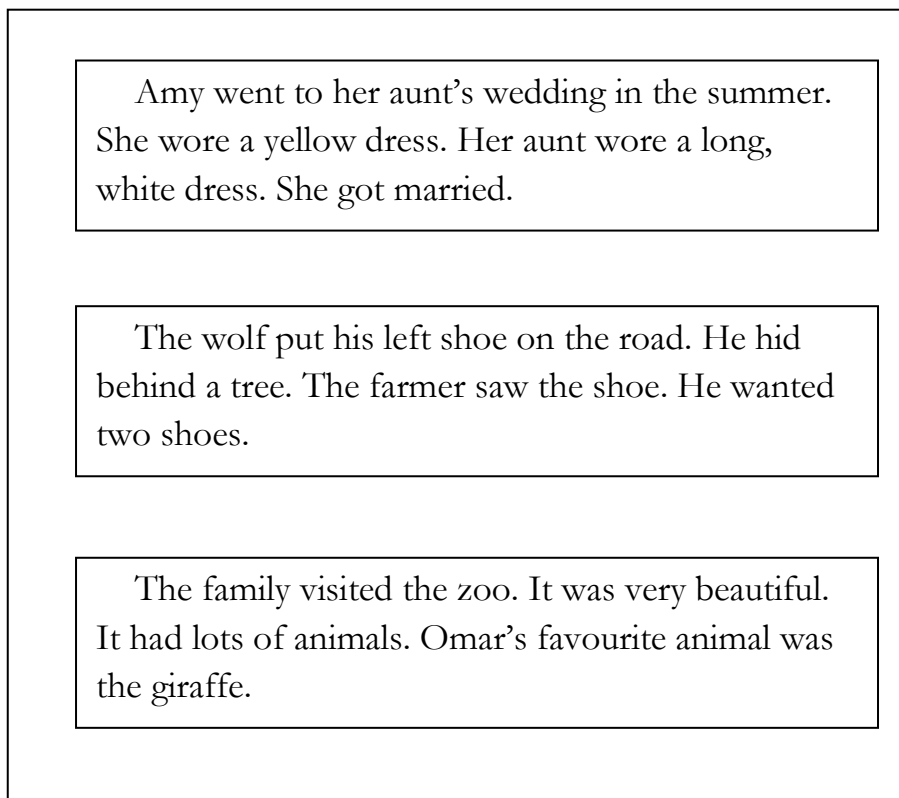 Amy went to her aunt’s wedding in the summer.
She wore a yellow dress. Her aunt wore a long,
white dress. She got married.
The wolf put his left shoe on the road. He hid
behind a tree. The farmer saw the shoe. He wanted
two shoes.
The family visited the zoo. It was very beautiful.
It had lots of animals. Omar’s favourite animal was
the giraffe.